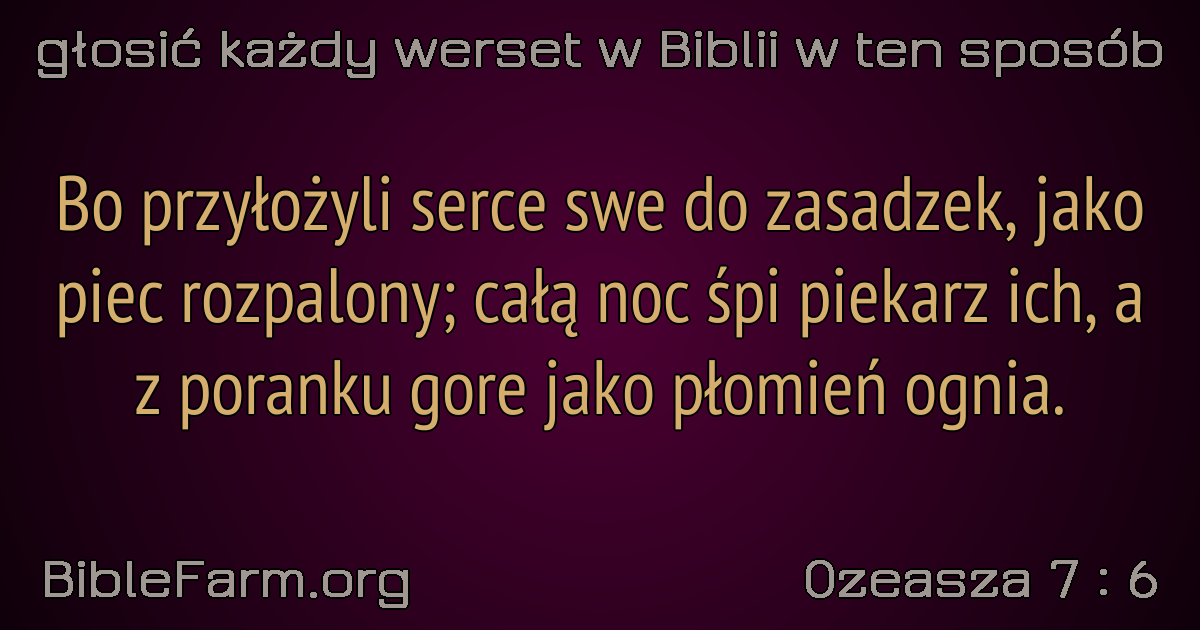 głosić każdy werset w Biblii w ten sposób
Bo przyłożyli serce swe do zasadzek, jako
piec rozpalony; całą noc śpi piekarz ich, a
z poranku gore jako płomień ognia.
BibleFarm.org
Ozeasza 7 : 6